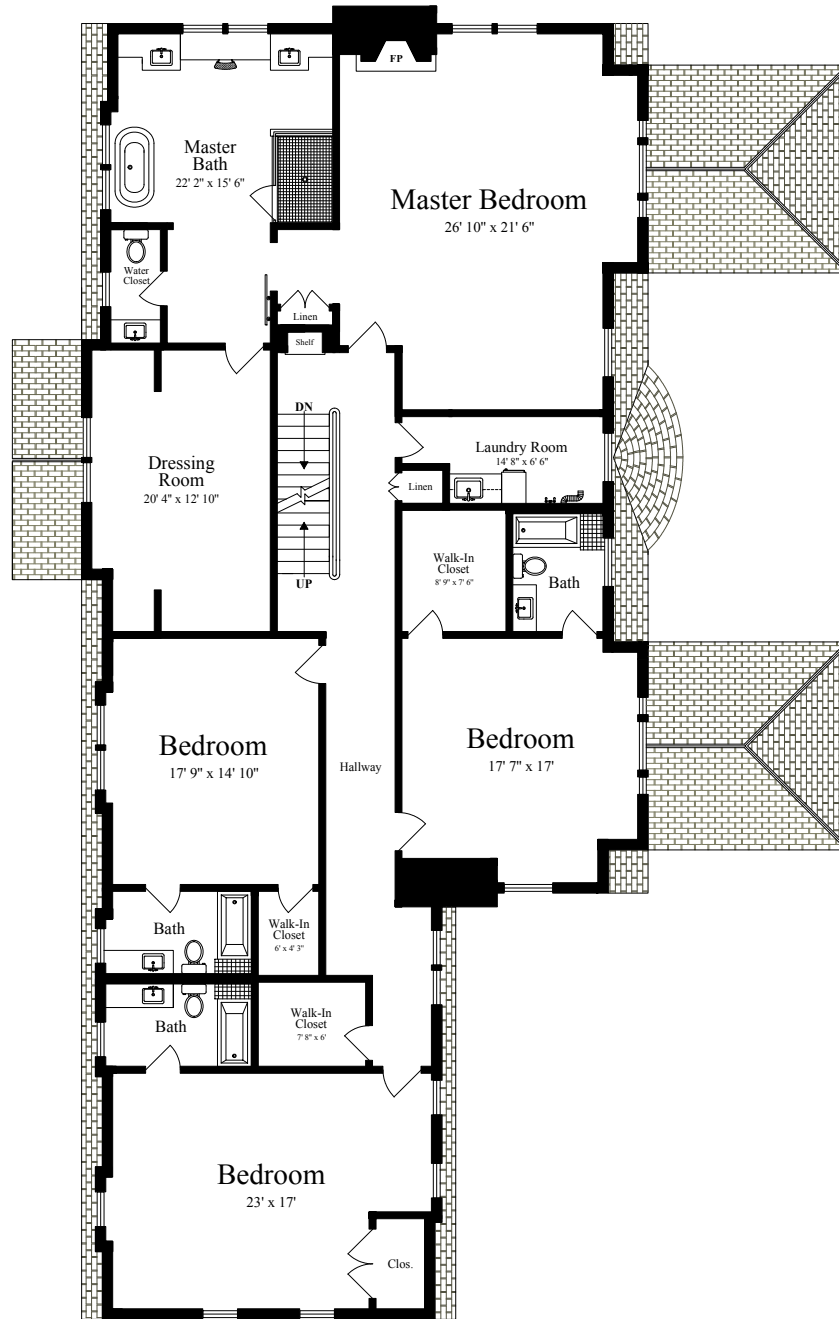 FP
Master
Bath
22' 2" x 15' 6"
Master Bedroom
26' 10" x 21' 6"
Water
Closet
Linen
Shelf
DN
Dressing
Room
20' 4" x 12' 10"
UP
Laundry Room
14' 8" x 6' 6"
Linen
Walk-In
Closet
8' 9" x 7' 6"
Bath
Bedroom
17' 9" x 14' 10"
Hallway
Bedroom
17' 7" x 17'
Bath
Walk-In
Closet
6' x 4' 3"
Bath
Walk-In
Closet
7' 8" x 6'
Bedroom
23' x 17'
Clos.